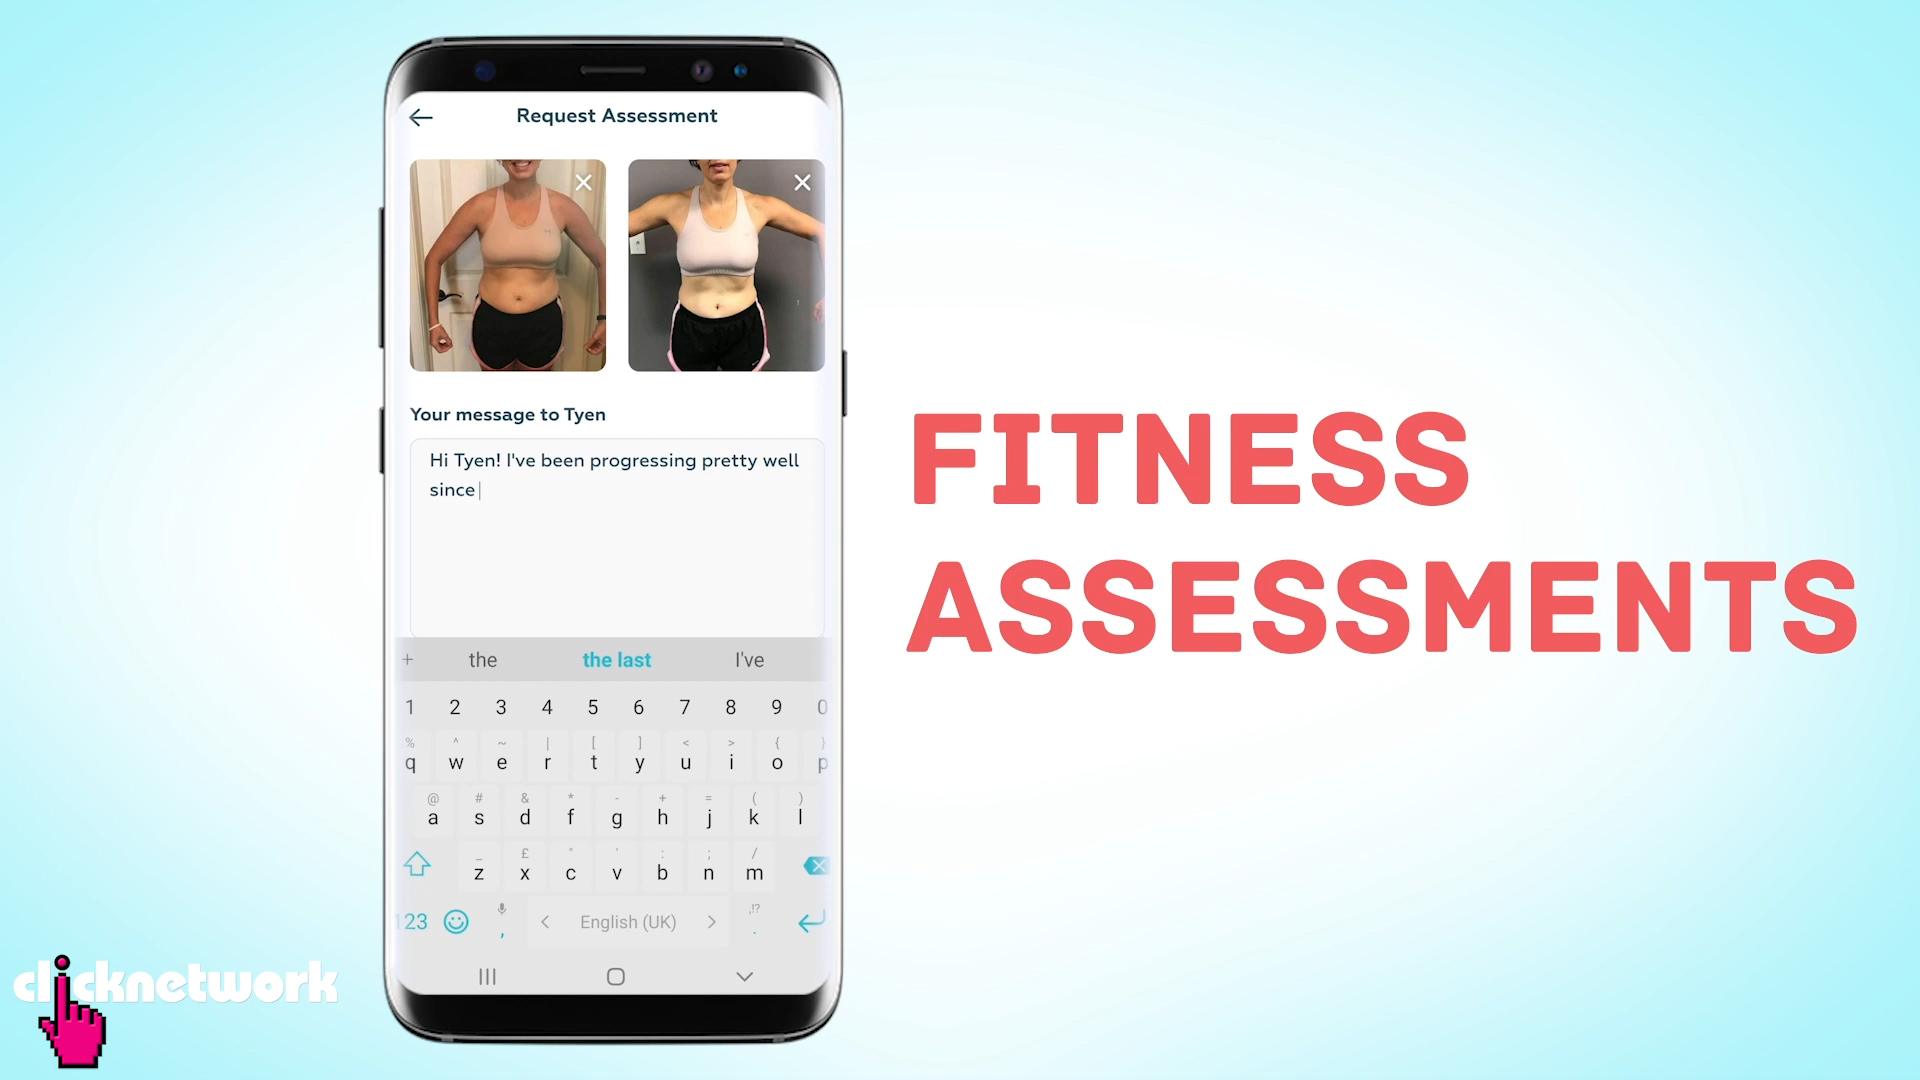 Request Assessment
Your message to Tyen
Hi Tyen! I've been progressing pretty well
since
+ the the last I've
1 2 3 4 5 6 7 8 9 0
% ^ ~ | [ ] < > { }
q w e r t y u i o p
@ # & * - + = ( )
a s d f g h j k l
_ £ " ' : ; /
z x c v b n m
123 , English (UK) ,!? .
FITNESS
ASSESSMENTS
clicknetwork